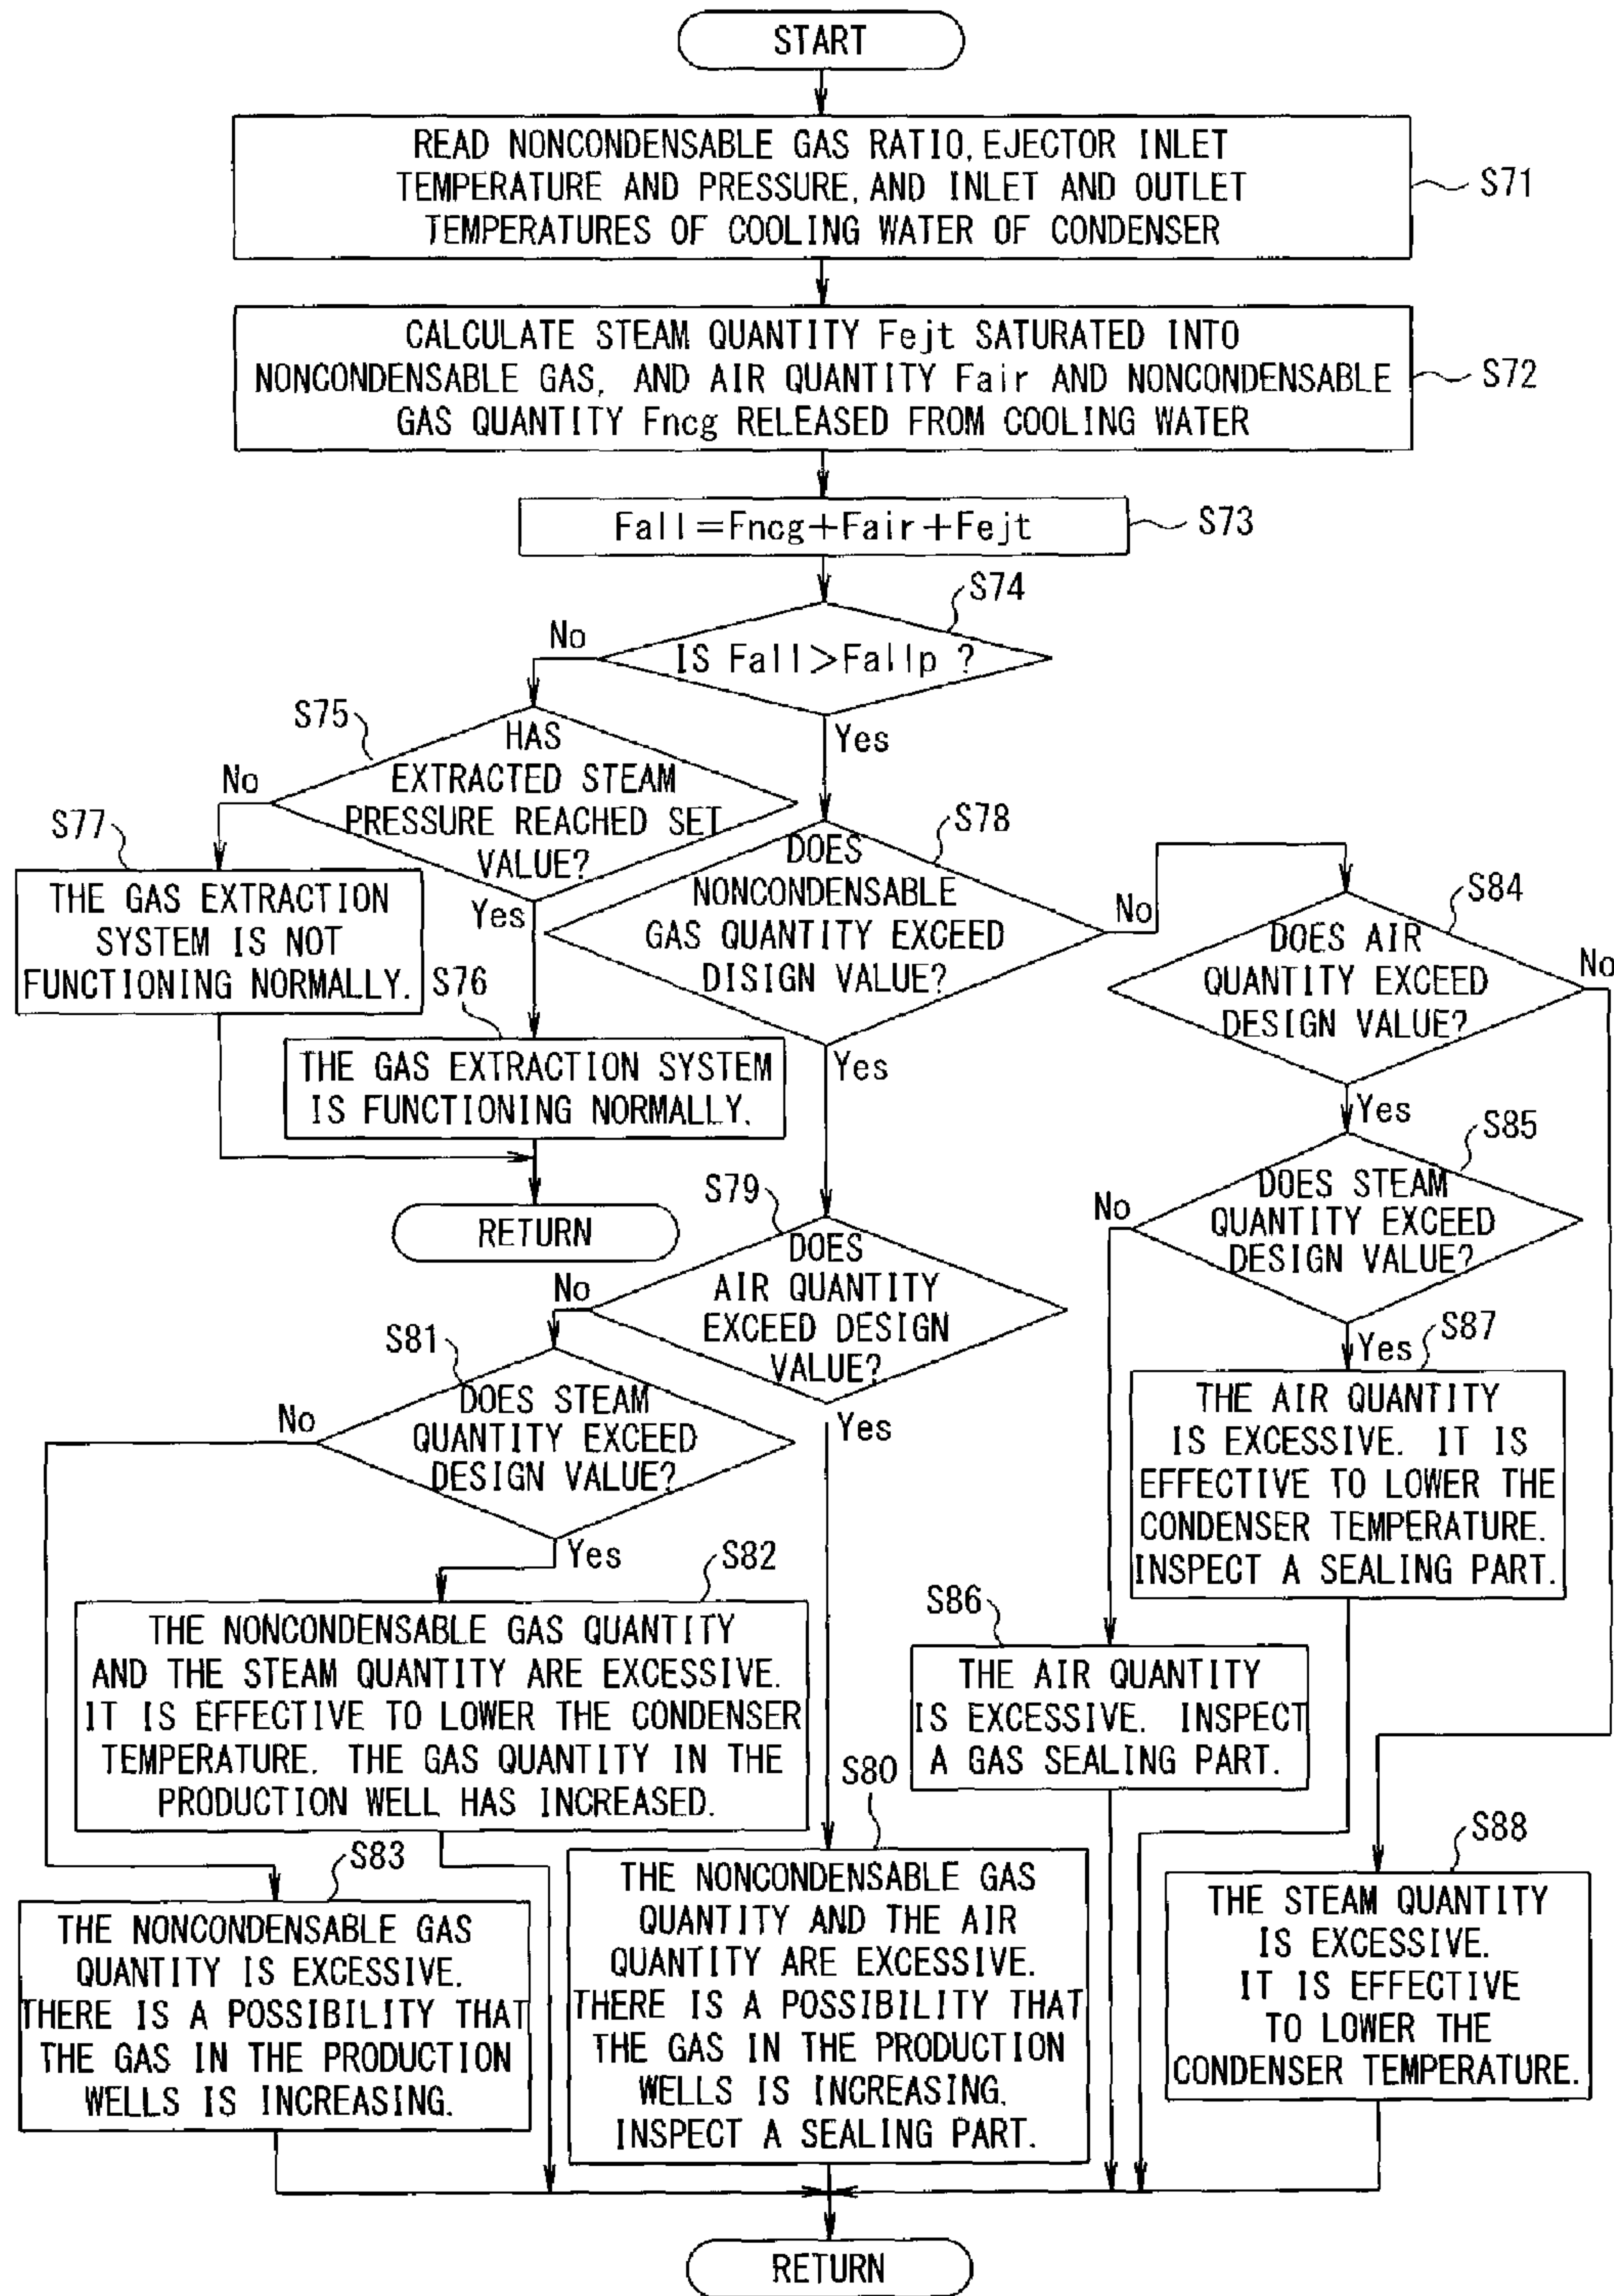 START
READ NONCONDENSABLE GAS RATIO, EJECTOR INLET
TEMPERATURE AND PRESSURE, AND INLET AND OUTLET
TEMPERATURES OF COOLING WATER OF CONDENSER
S71
CALCULATE STEAM QUANTITY Fejt SATURATED INTO
NONCONDENSABLE GAS, AND AIR QUANTITY Fair AND NONCONDENSABLE
GAS QUANTITY Fncg RELEASED FROM COOLING WATER
S72
Fall=Fncg+Fair+Fejt
S73
S74
No
IS Fall>Fallp ?
Yes
S75
HAS
EXTRACTED STEAM
PRESSURE REACHED SET
VALUE?
No
Yes
S77
THE GAS EXTRACTION
SYSTEM IS NOT
FUNCTIONING NORMALLY.
S76
THE GAS EXTRACTION SYSTEM
IS FUNCTIONING NORMALLY.
RETURN
S78
DOES
NONCONDENSABLE
GAS QUANTITY EXCEED
DISIGN VALUE?
No
Yes
S84
DOES AIR
QUANTITY EXCEED
DESIGN VALUE?
No
Yes
S85
DOES STEAM
QUANTITY EXCEED
DESIGN VALUE?
No
Yes
S79
DOES
AIR QUANTITY
EXCEED DESIGN
VALUE?
No
Yes
S81
DOES STEAM
QUANTITY EXCEED
DESIGN VALUE?
No
Yes
S87
THE AIR QUANTITY
IS EXCESSIVE. IT IS
EFFECTIVE TO LOWER THE
CONDENSER TEMPERATURE.
INSPECT A SEALING PART.
S82
THE NONCONDENSABLE GAS QUANTITY
AND THE STEAM QUANTITY ARE EXCESSIVE.
IT IS EFFECTIVE TO LOWER THE CONDENSER
TEMPERATURE. THE GAS QUANTITY IN THE
PRODUCTION WELL HAS INCREASED.
S86
THE AIR QUANTITY
IS EXCESSIVE. INSPECT
A GAS SEALING PART.
S83
THE NONCONDENSABLE GAS
QUANTITY IS EXCESSIVE.
THERE IS A POSSIBILITY THAT
THE GAS IN THE PRODUCTION
WELLS IS INCREASING.
S80
THE NONCONDENSABLE GAS
QUANTITY AND THE AIR
QUANTITY ARE EXCESSIVE.
THERE IS A POSSIBILITY THAT
THE GAS IN THE PRODUCTION
WELLS IS INCREASING.
INSPECT A SEALING PART.
S88
THE STEAM QUANTITY
IS EXCESSIVE.
IT IS EFFECTIVE
TO LOWER THE
CONDENSER TEMPERATURE.
RETURN